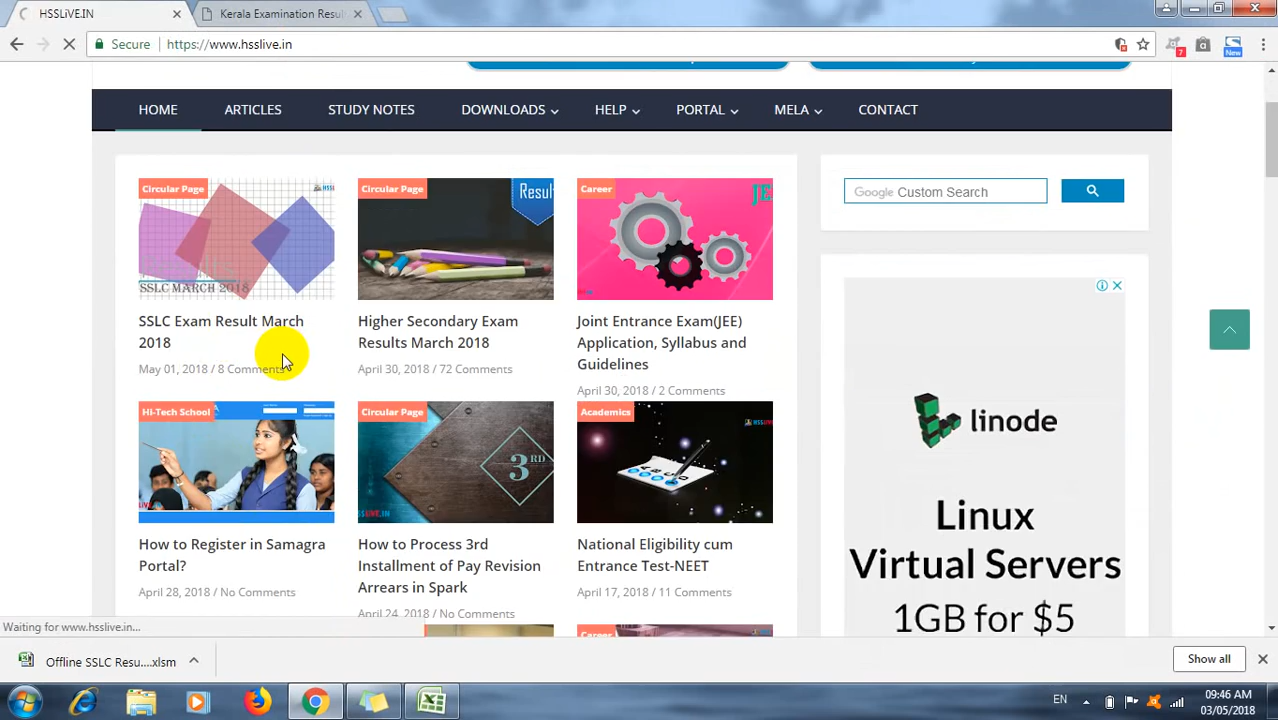 HSSLiVE.IN
Kerala Examination Resul
Secure
https://www.hsslive.in
7
New
HOME
ARTICLES
STUDY NOTES
DOWNLOADS
HELP
PORTAL
MELA
CONTACT
Circular Page
SSLC MARCH 2018
SSLC Exam Result March
2018
May 01, 2018 / 8 Comments
Circular Page
Result
Higher Secondary Exam
Results March 2018
April 30, 2018 / 72 Comments
Career
JE
Joint Entrance Exam(JEE)
Application, Syllabus and
Guidelines
April 30, 2018 / 2 Comments
Google Custom Search
Hi-Tech School
How to Register in Samagra
Portal?
April 28, 2018 / No Comments
Circular Page
3RD
How to Process 3rd
Installment of Pay Revision
Arrears in Spark
April 24, 2018 / No Comments
Academics
National Eligibility cum
Entrance Test-NEET
April 17, 2018 / 11 Comments
Career
linode
Linux
Virtual Servers
1GB for $5
Waiting for www.hsslive.in...
Offline SSLC Resu....xlsm
Show all
EN
09:46 AM
03/05/2018